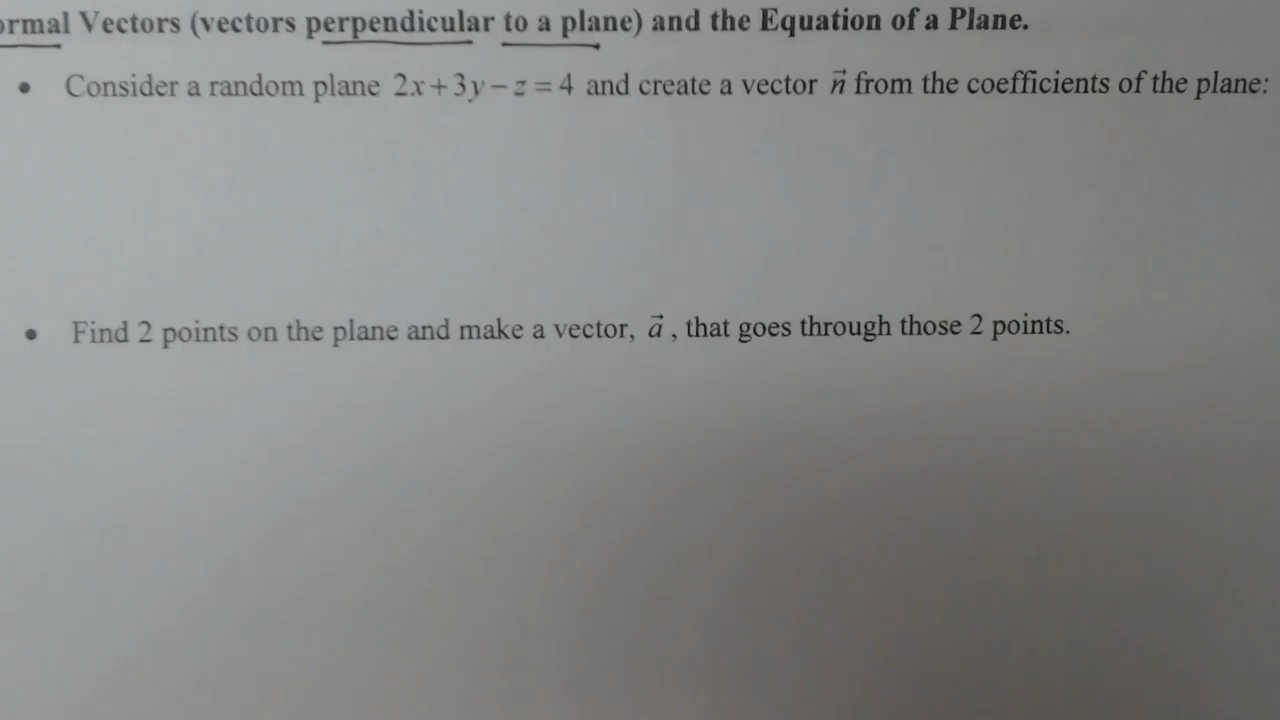 ormal Vectors (vectors perpendicular to a plane) and the Equation of a Plane.
• Consider a random plane 2x+3y−z=4 and create a vector n⃗ from the coefficients of the plane:
• Find 2 points on the plane and make a vector, a⃗ , that goes through those 2 points.